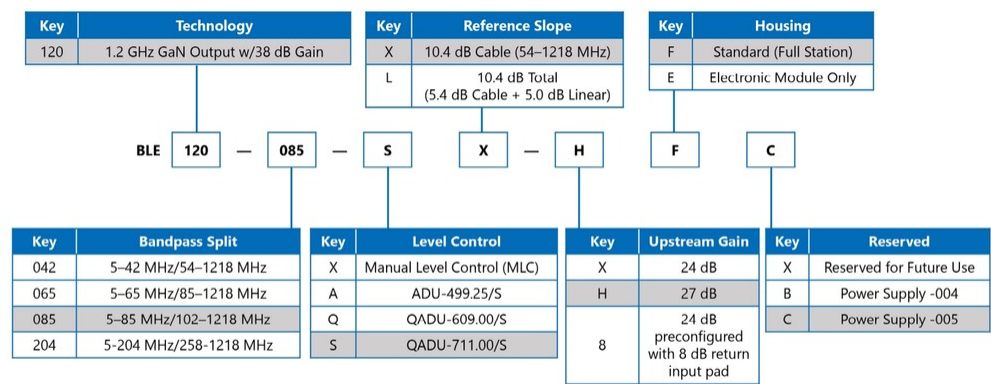 Key Technology
120 1.2 GHz GaN Output w/38 dB Gain
Key Reference Slope
X 10.4 dB Cable (54–1218 MHz)
L 10.4 dB Total
(5.4 dB Cable + 5.0 dB Linear)
Key Housing
F Standard (Full Station)
E Electronic Module Only
BLE 120 — 085 — S X — H F C
Key Bandpass Split
042 5–42 MHz/54–1218 MHz
065 5–65 MHz/85–1218 MHz
085 5–85 MHz/102–1218 MHz
204 5-204 MHz/258-1218 MHz
Key Level Control
X Manual Level Control (MLC)
A ADU-499.25/S
Q QADU-609.00/S
S QADU-711.00/S
Key Upstream Gain
X 24 dB
H 27 dB
8 24 dB
preconfigured
with 8 dB return
input pad
Key Reserved
X Reserved for Future Use
B Power Supply -004
C Power Supply -005